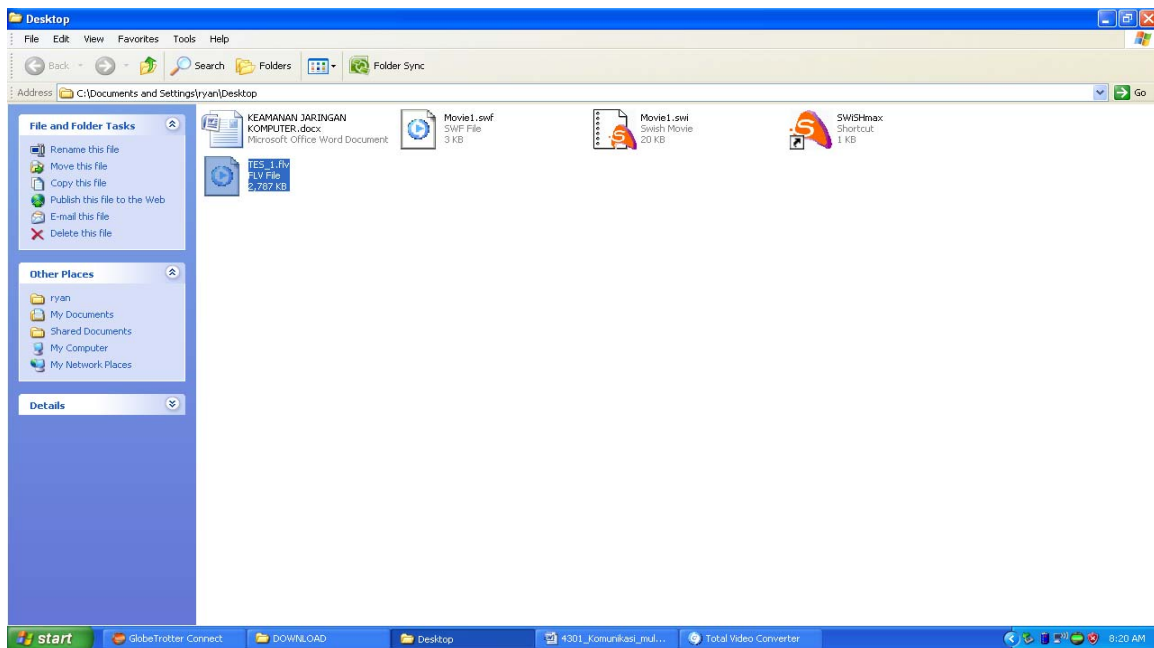 Desktop
File Edit View Favorites Tools Help
Back Search Folders Folder Sync
Address C:\Documents and Settings\ryan\Desktop Go
File and Folder Tasks
Rename this file
Move this file
Copy this file
Publish this file to the Web
E-mail this file
Delete this file
Other Places
ryan
My Documents
Shared Documents
My Computer
My Network Places
Details
KEAMANAN JARINGAN
KOMPUTER.docx
Microsoft Office Word Document
Movie1.swf
SWF File
3 KB
Movie1.swi
Swish Movie
20 KB
SWiSHmax
Shortcut
1 KB
TES_1.flv
FLV File
2,787 KB
start GlobeTrotter Connect DOWNLOAD Desktop 4301_Komunikasi_mul... Total Video Converter 8:20 AM